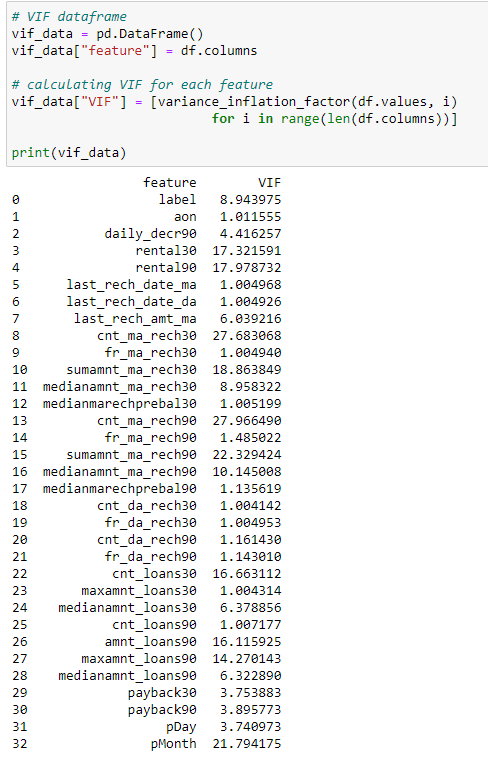 # VIF dataframe
vif_data = pd.DataFrame()
vif_data["feature"] = df.columns
# calculating VIF for each feature
vif_data["VIF"] = [variance_inflation_factor(df.values, i)
for i in range(len(df.columns))]
print(vif_data)
feature VIF
0 label 8.943975
1 aon 1.011555
2 daily_decr90 4.416257
3 rental30 17.321591
4 rental90 17.978732
5 last_rech_date_ma 1.004968
6 last_rech_date_da 1.004926
7 last_rech_amt_ma 6.039216
8 cnt_ma_rech30 27.683068
9 fr_ma_rech30 1.004940
10 sumamnt_ma_rech30 18.863849
11 medianamnt_ma_rech30 8.958322
12 medianmarechprebal30 1.005199
13 cnt_ma_rech90 27.966490
14 fr_ma_rech90 1.485022
15 sumamnt_ma_rech90 22.329424
16 medianamnt_ma_rech90 10.145008
17 medianmarechprebal90 1.135619
18 cnt_da_rech30 1.004142
19 fr_da_rech30 1.004953
20 cnt_da_rech90 1.161430
21 fr_da_rech90 1.143010
22 cnt_loans30 16.663112
23 maxamnt_loans30 1.004314
24 medianamnt_loans30 6.378856
25 cnt_loans90 1.007177
26 amnt_loans90 16.115925
27 maxamnt_loans90 14.270143
28 medianamnt_loans90 6.322890
29 payback30 3.753883
30 payback90 3.895773
31 pDay 3.740973
32 pMonth 21.794175